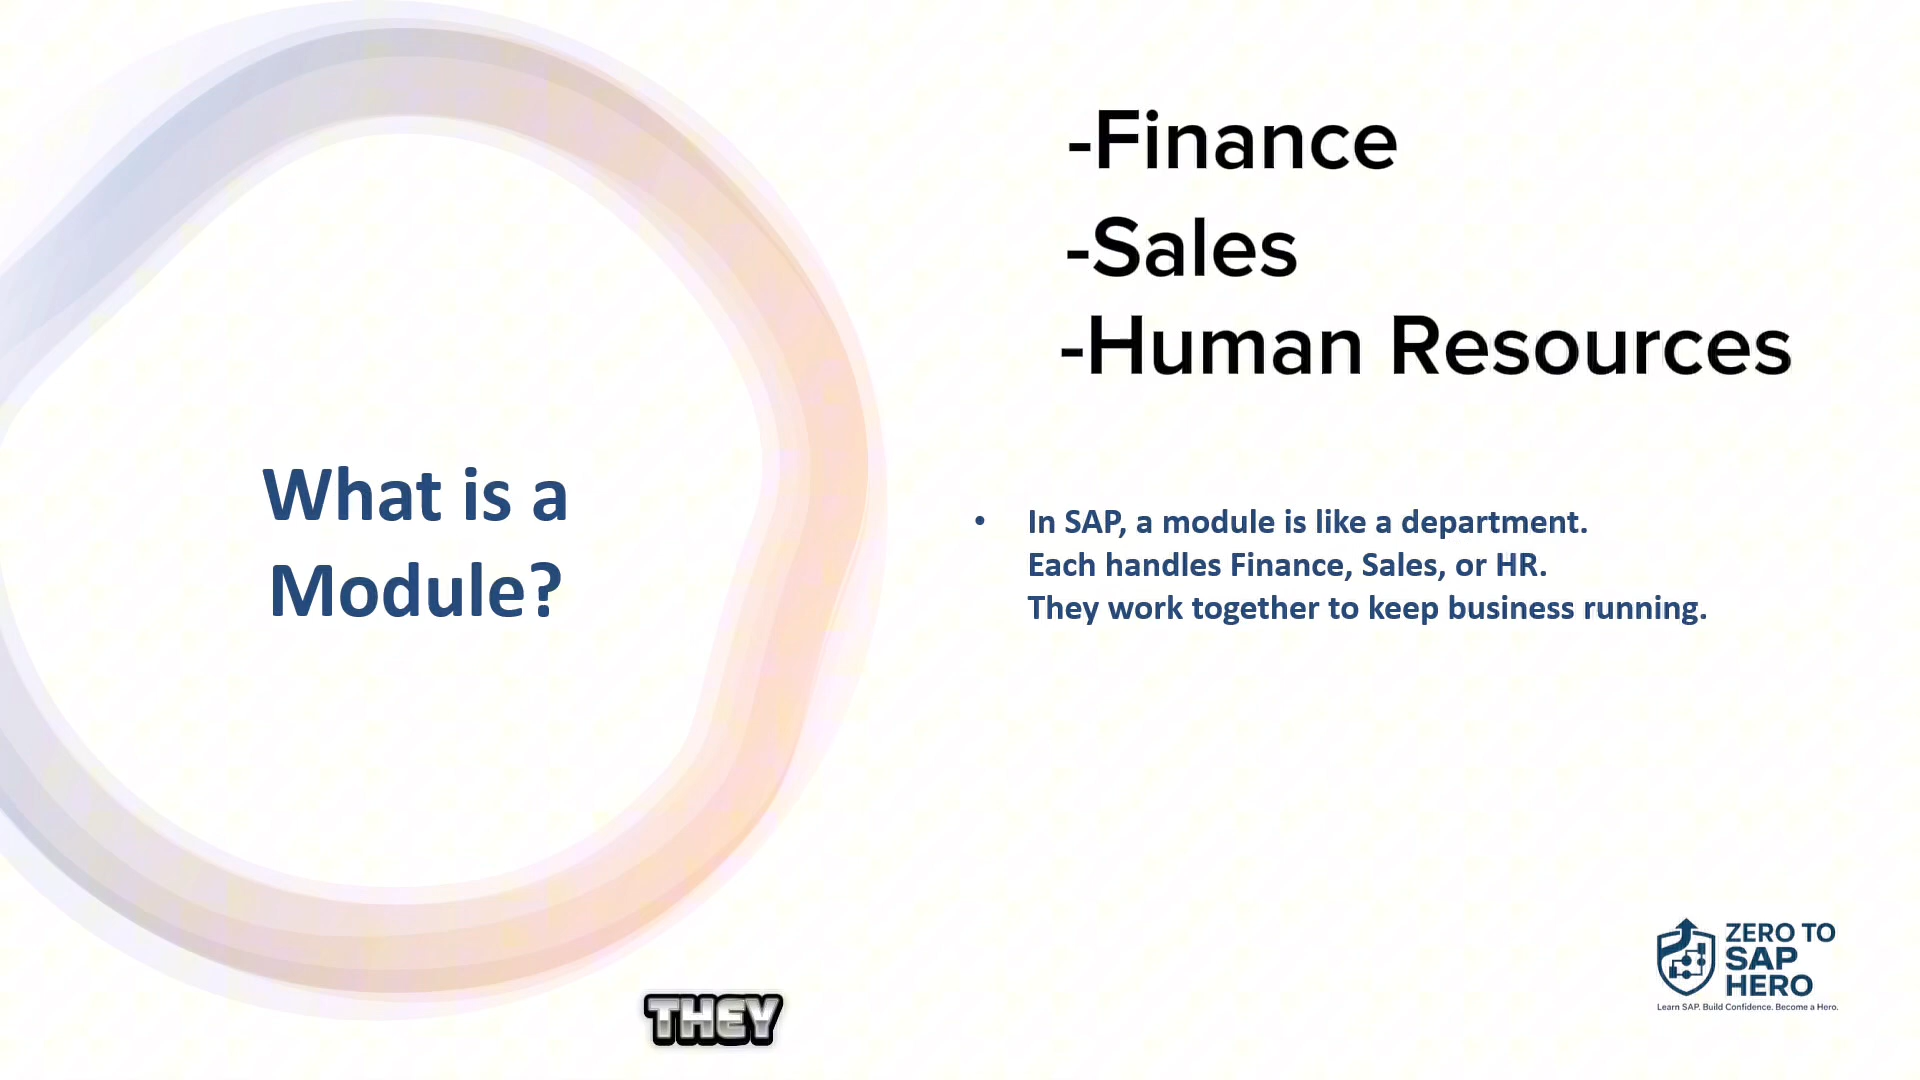 What is a
Module?
-Finance
-Sales
-Human Resources
• In SAP, a module is like a department.
Each handles Finance, Sales, or HR.
They work together to keep business running.
ZERO TO
SAP
HERO
Learn SAP. Build Confidence. Become a Hero.
THEY